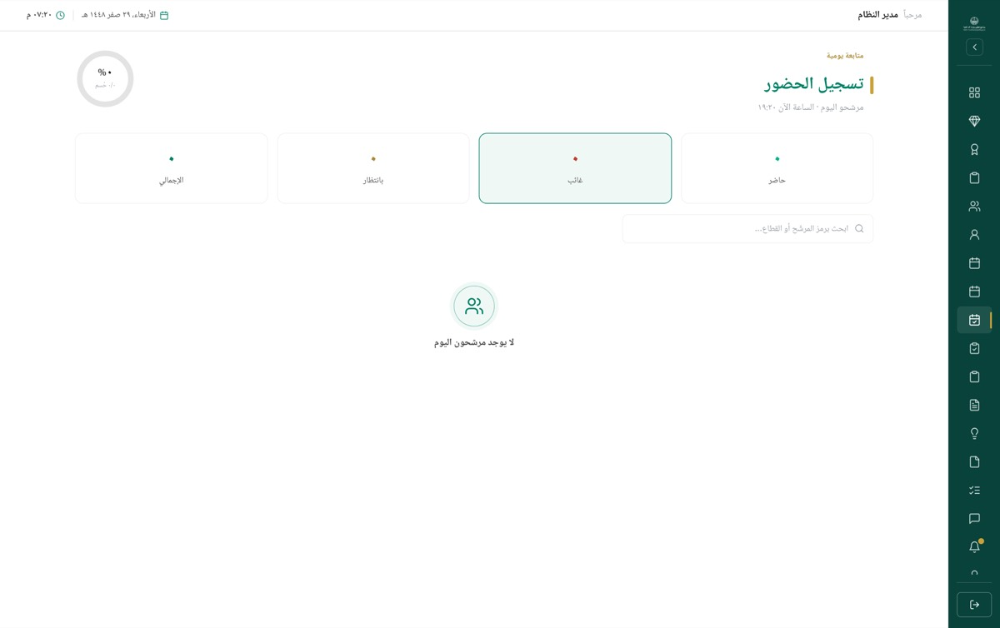 مرحباً مدير النظام
الأربعاء، ٢٩ صفر ١٤٤٨ هـ
٠٧:٢٠ م
متابعة يومية
تسجيل الحضور
مرشحو اليوم · الساعة الآن ١٩:٢٠
٠%
٠/٠ حُسم
٠
حاضر
٠
غائب
٠
بانتظار
٠
الإجمالي
ابحث برمز المرشّح أو القطاع...
لا يوجد مرشحون اليوم